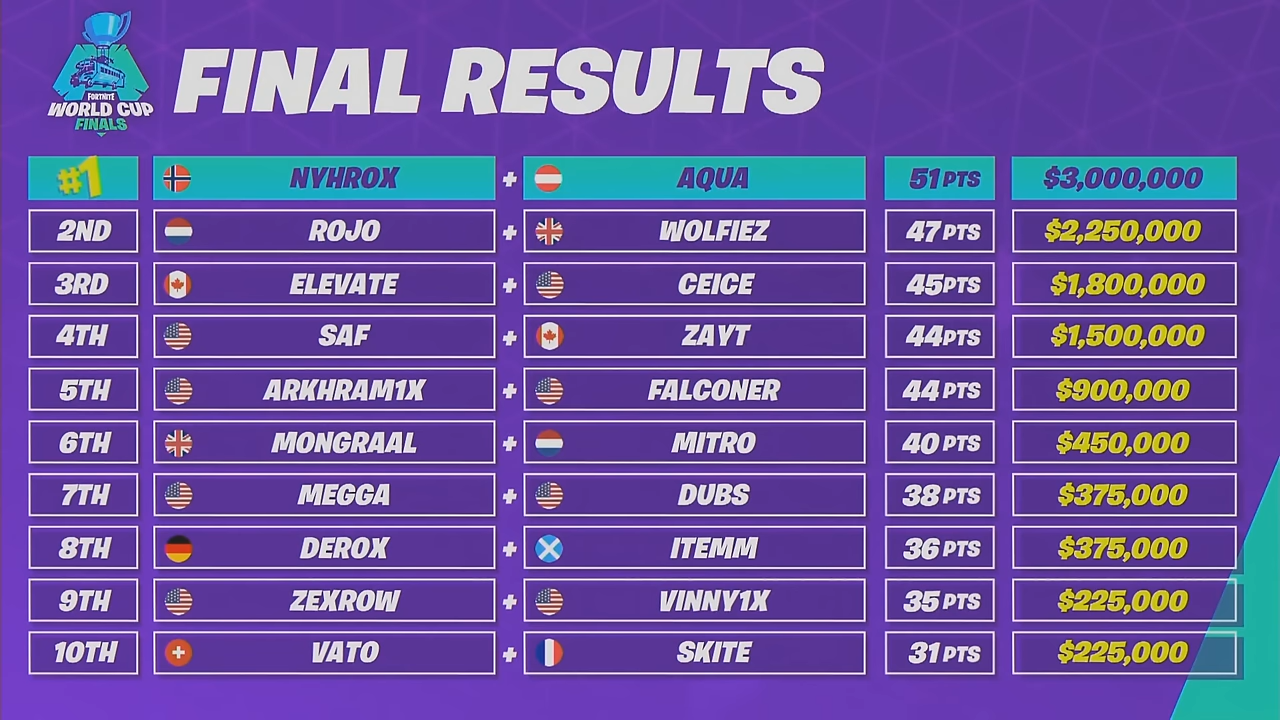 FORTNITE
WORLD CUP
FINALS
FINAL RESULTS
#1 NYHROX + AQUA 51 PTS $3,000,000
2ND ROJO + WOLFIEZ 47 PTS $2,250,000
3RD ELEVATE + CEICE 45 PTS $1,800,000
4TH SAF + ZAYT 44 PTS $1,500,000
5TH ARKHRAM1X + FALCONER 44 PTS $900,000
6TH MONGRAAL + MITRO 40 PTS $450,000
7TH MEGGA + DUBS 38 PTS $375,000
8TH DEROX + ITEMM 36 PTS $375,000
9TH ZEXROW + VINNY1X 35 PTS $225,000
10TH VATO + SKITE 31 PTS $225,000